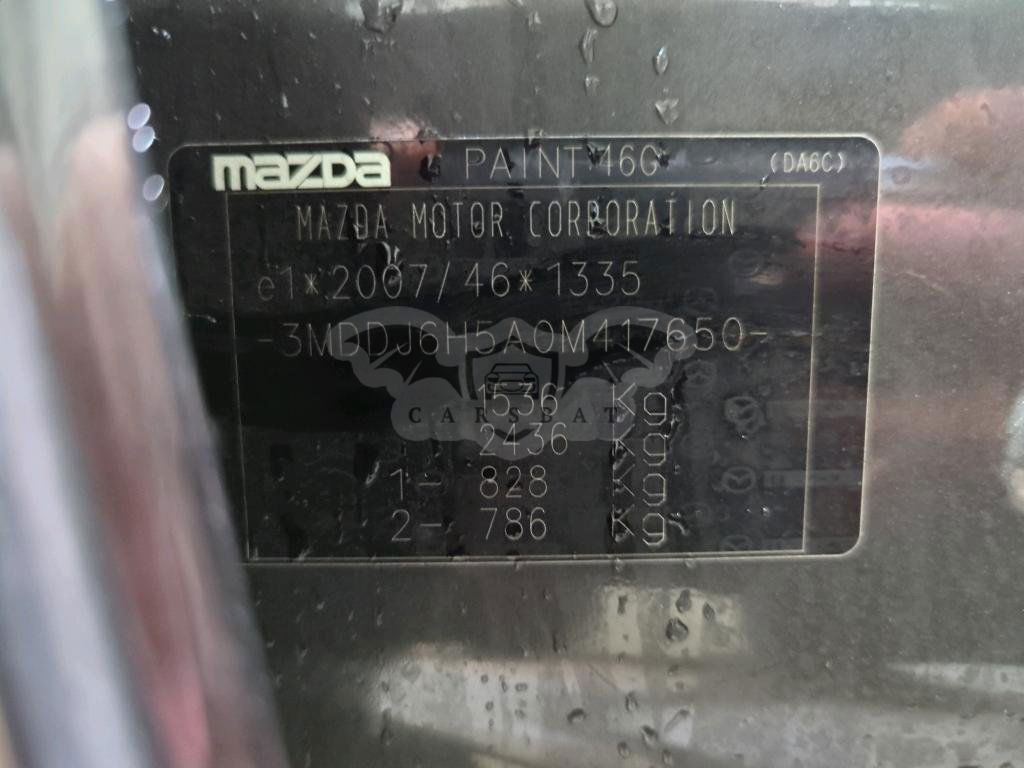 mazda PAINT 46G (DA6C)
MAZDA MOTOR CORPORATION
e1*2007/46*1335
-3MDDJ6H5A0M417650-
1536 Kg
CARSEAT
2436 Kg
1- 828 Kg
2- 786 Kg